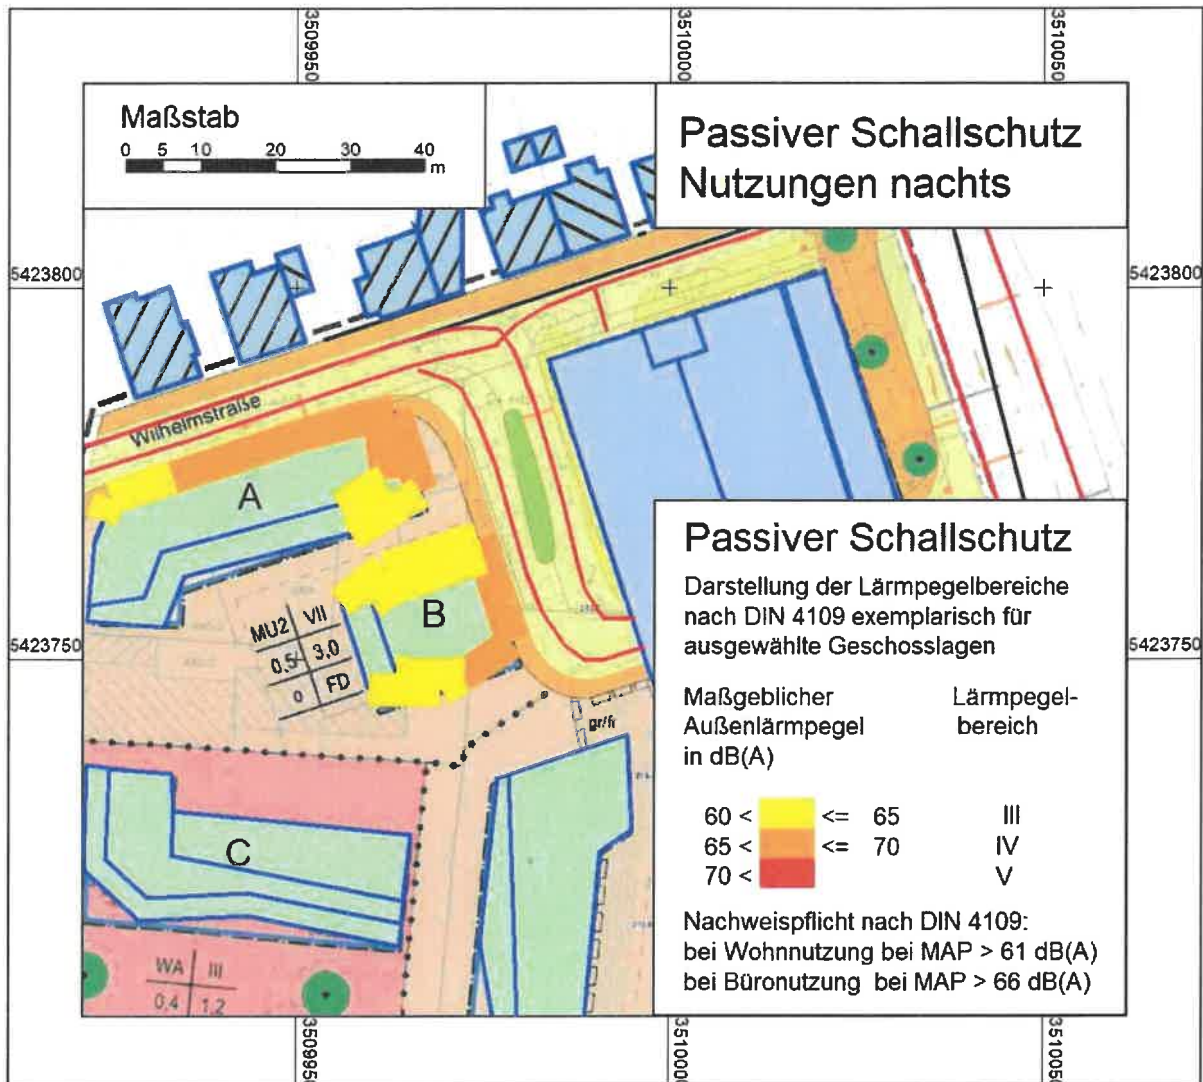 3509950
3510000
3510050
Maßstab
0 5 10 20 30 40
m
Passiver Schallschutz
Nutzungen nachts
5423800
5423800
Wilhelmstraße
A
B
MU2 VII
0,5 3,0
o FD
5423750
5423750
gr/fr
C
WA III
0,4 1,2
Passiver Schallschutz
Darstellung der Lärmpegelbereiche
nach DIN 4109 exemplarisch für
ausgewählte Geschosslagen
Maßgeblicher Lärmpegel-
Außenlärmpegel bereich
in dB(A)
60 < <= 65 III
65 < <= 70 IV
70 < V
Nachweispflicht nach DIN 4109:
bei Wohnnutzung bei MAP > 61 dB(A)
bei Büronutzung bei MAP > 66 dB(A)
3509950
3510000
3510050